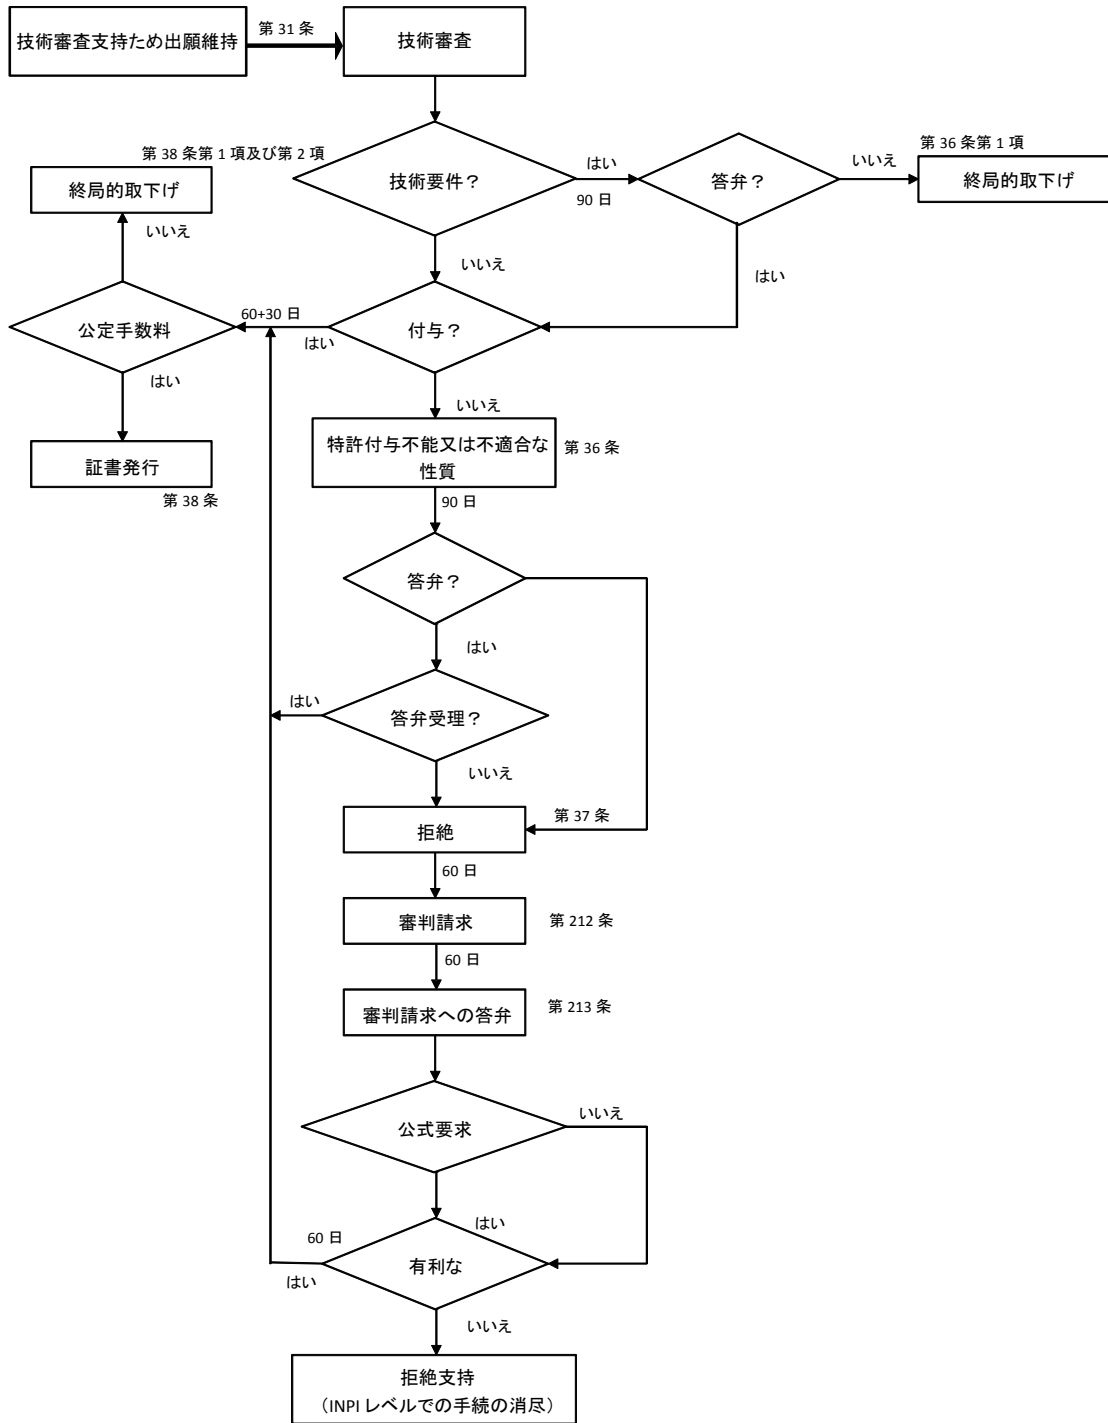 技術審査支持ため出願維持
第 31 条
技術審査
第 38 条第 1 項及び第 2 項
終局的取下げ
技術要件？
はい
90 日
答弁？
いいえ
第 36 条第 1 項
終局的取下げ
いいえ
いいえ
はい
公定手数料
60+30 日
はい
付与？
はい
いいえ
証書発行
第 38 条
特許付与不能又は不適合な
性質
第 36 条
90 日
答弁？
はい
はい
答弁受理？
いいえ
第 37 条
拒絶
60 日
審判請求
第 212 条
60 日
審判請求への答弁
第 213 条
公式要求
いいえ
はい
60 日
はい
有利な
いいえ
拒絶支持
（INPI レベルでの手続の消尽）